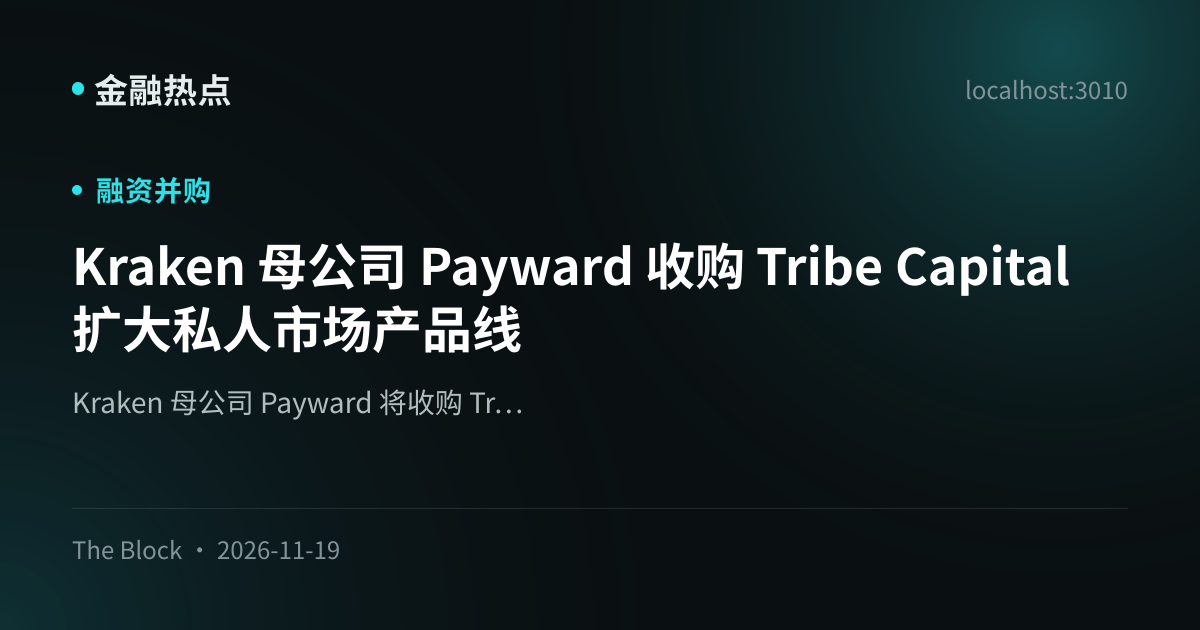 金融热点
localhost:3010
融资并购
Kraken 母公司 Payward 收购 Tribe Capital
扩大私人市场产品线
Kraken 母公司 Payward 将收购 Tr…
The Block · 2026-11-19